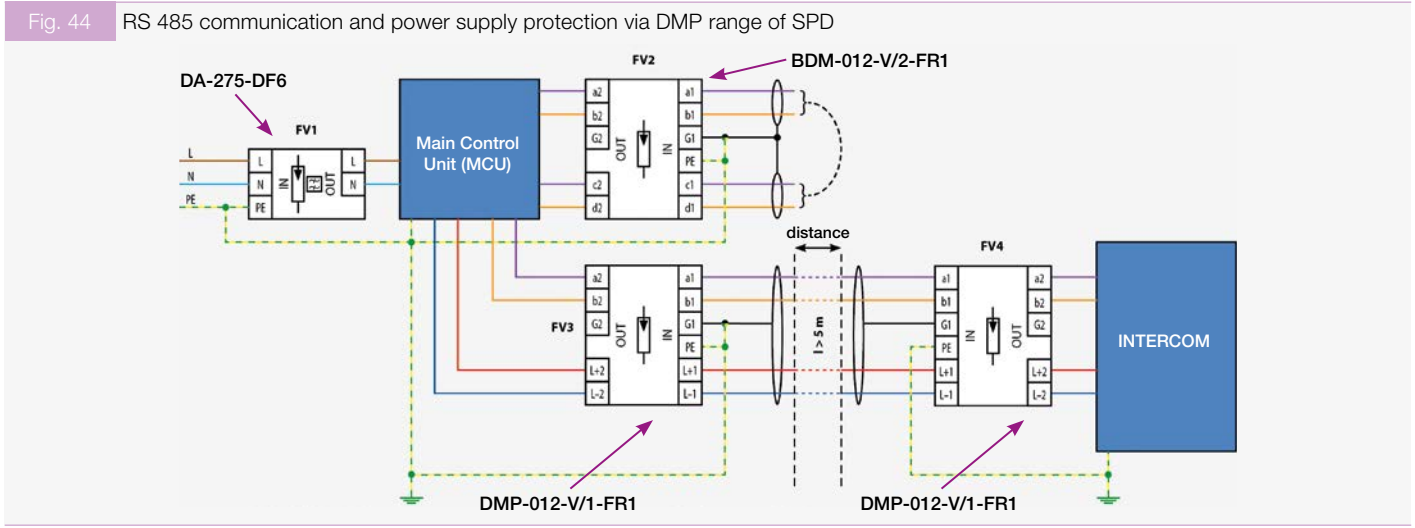 Fig. 44 RS 485 communication and power supply protection via DMP range of SPD
DA-275-DF6
FV1
L
N
PE
L
N
PE
IN
OUT
L
N
Main Control
Unit (MCU)
FV2
BDM-012-V/2-FR1
a2
b2
G2
c2
d2
OUT
IN
a1
b1
G1
PE
c1
d1
distance
l > 5 m
FV3
a2
b2
G2
L+2
L-2
OUT
IN
a1
b1
G1
PE
L+1
L-1
FV4
a1
b1
G1
PE
L+1
L-1
IN
OUT
a2
b2
G2
L+2
L-2
INTERCOM
DMP-012-V/1-FR1
DMP-012-V/1-FR1